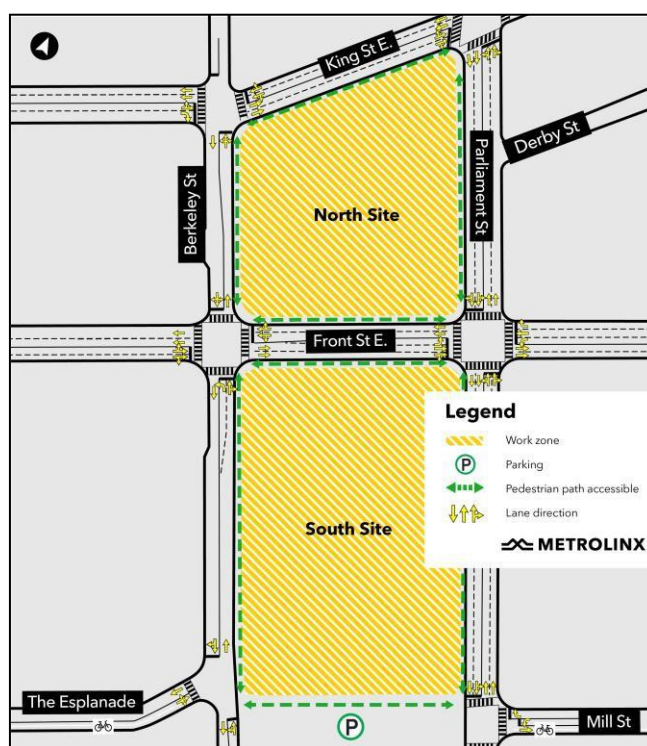 King St E.
Berkeley St
Parliament St
Derby St
North Site
Front St E.
Legend
Work zone
P
Parking
Pedestrian path accessible
Lane direction
METROLINX
South Site
The Esplanade
P
Mill St